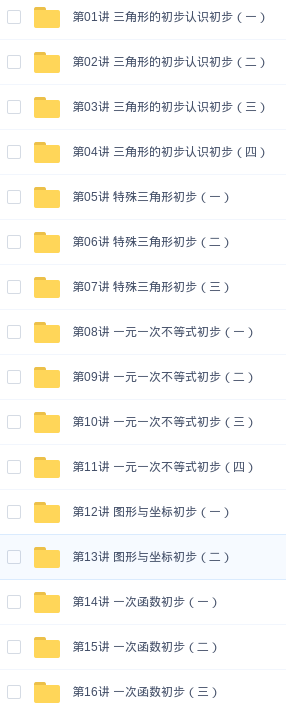 第01讲 三角形的初步认识初步（一）
第02讲 三角形的初步认识初步（二）
第03讲 三角形的初步认识初步（三）
第04讲 三角形的初步认识初步（四）
第05讲 特殊三角形初步（一）
第06讲 特殊三角形初步（二）
第07讲 特殊三角形初步（三）
第08讲 一元一次不等式初步（一）
第09讲 一元一次不等式初步（二）
第10讲 一元一次不等式初步（三）
第11讲 一元一次不等式初步（四）
第12讲 图形与坐标初步（一）
第13讲 图形与坐标初步（二）
第14讲 一次函数初步（一）
第15讲 一次函数初步（二）
第16讲 一次函数初步（三）